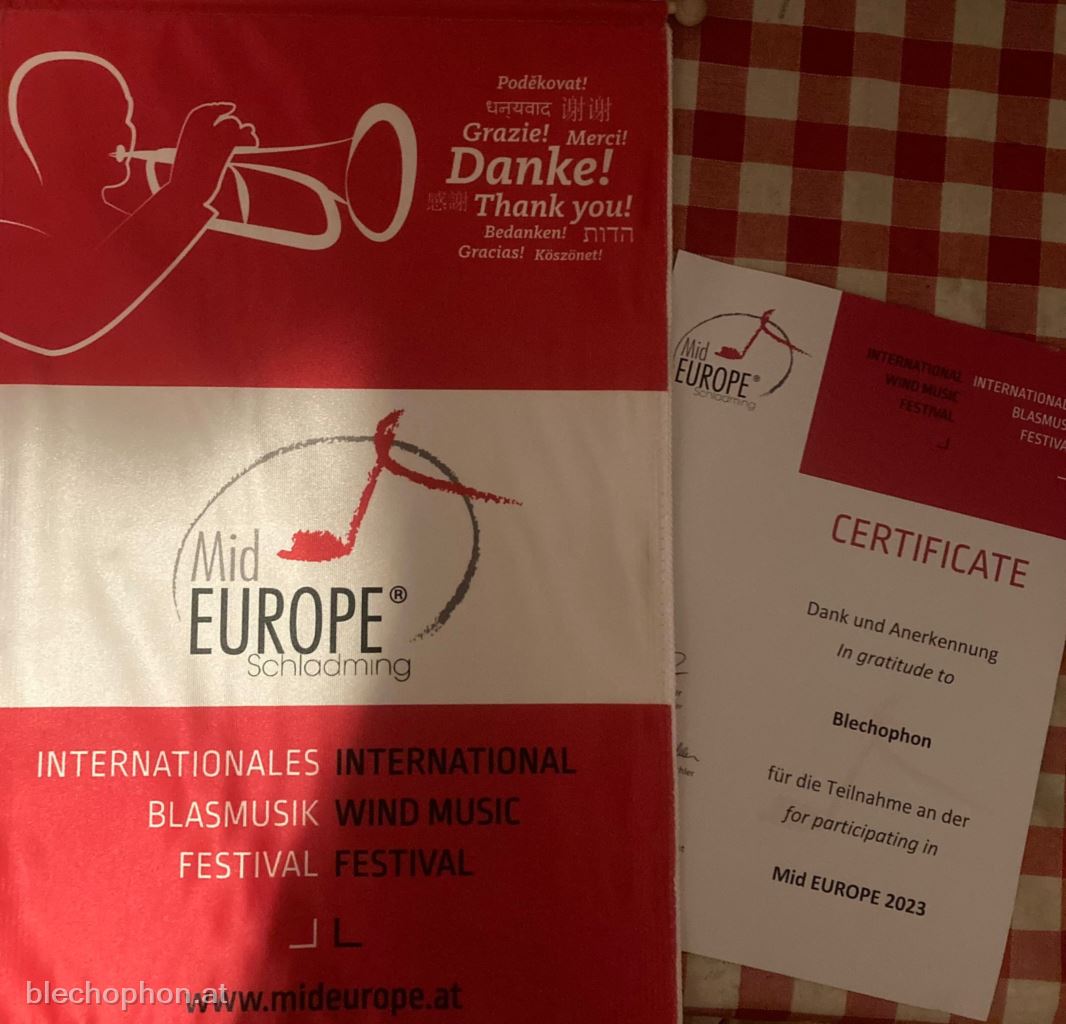 Poděkovat!
धन्यवाद 谢谢
Grazie! Merci!
Danke!
感謝 Thank you!
Bedanken! הדות
Gracias! Köszönet!
Mid
EUROPE®
Schladming
INTERNATIONALES INTERNATIONAL
BLASMUSIK WIND MUSIC
FESTIVAL FESTIVAL
www.mideurope.at
blechophon.at
Mid
EUROPE®
Schladming
INTERNATIONAL
WIND MUSIC
FESTIVAL
INTERNATIONAL
BLASMUS
FESTIVA
CERTIFICATE
Dank und Anerkennung
In gratitude to
Blechophon
für die Teilnahme an der
for participating in
Mid EUROPE 2023